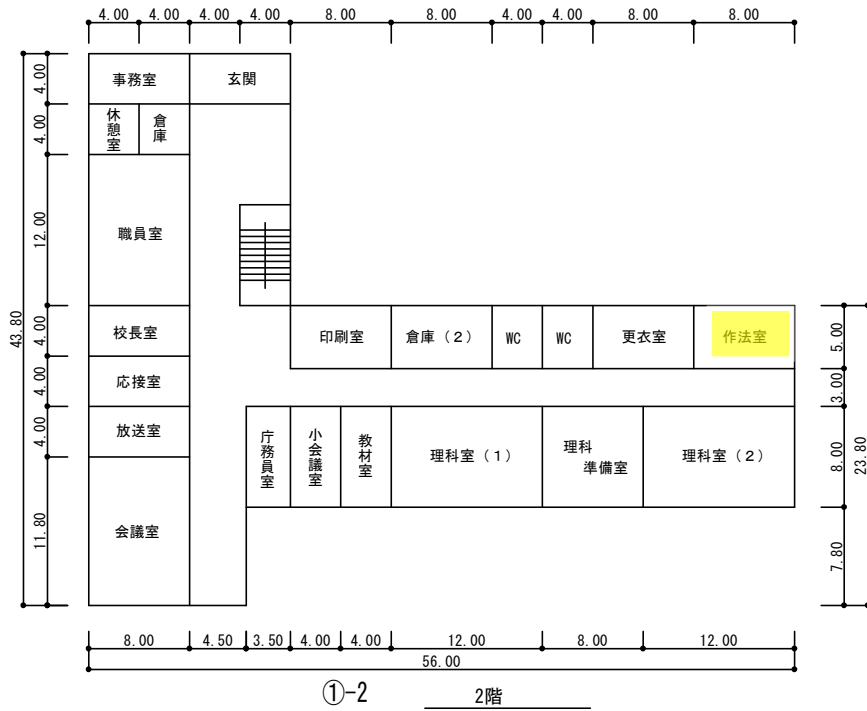 4.00 4.00 4.00 4.00 8.00 8.00 4.00 4.00 8.00 8.00
事務室 玄関
休憩室 倉庫
職員室
校長室 印刷室 倉庫(2) WC WC 更衣室 作法室
応接室
放送室
庁務員室 小会議室 教材室 理科室(1) 理科準備室 理科室(2)
会議室
4.00
4.00
12.00
4.00
4.00
4.00
11.80
43.80
5.00
3.00
8.00
7.80
23.80
8.00 4.50 3.50 4.00 4.00 12.00 8.00 12.00
56.00
①-2 2階